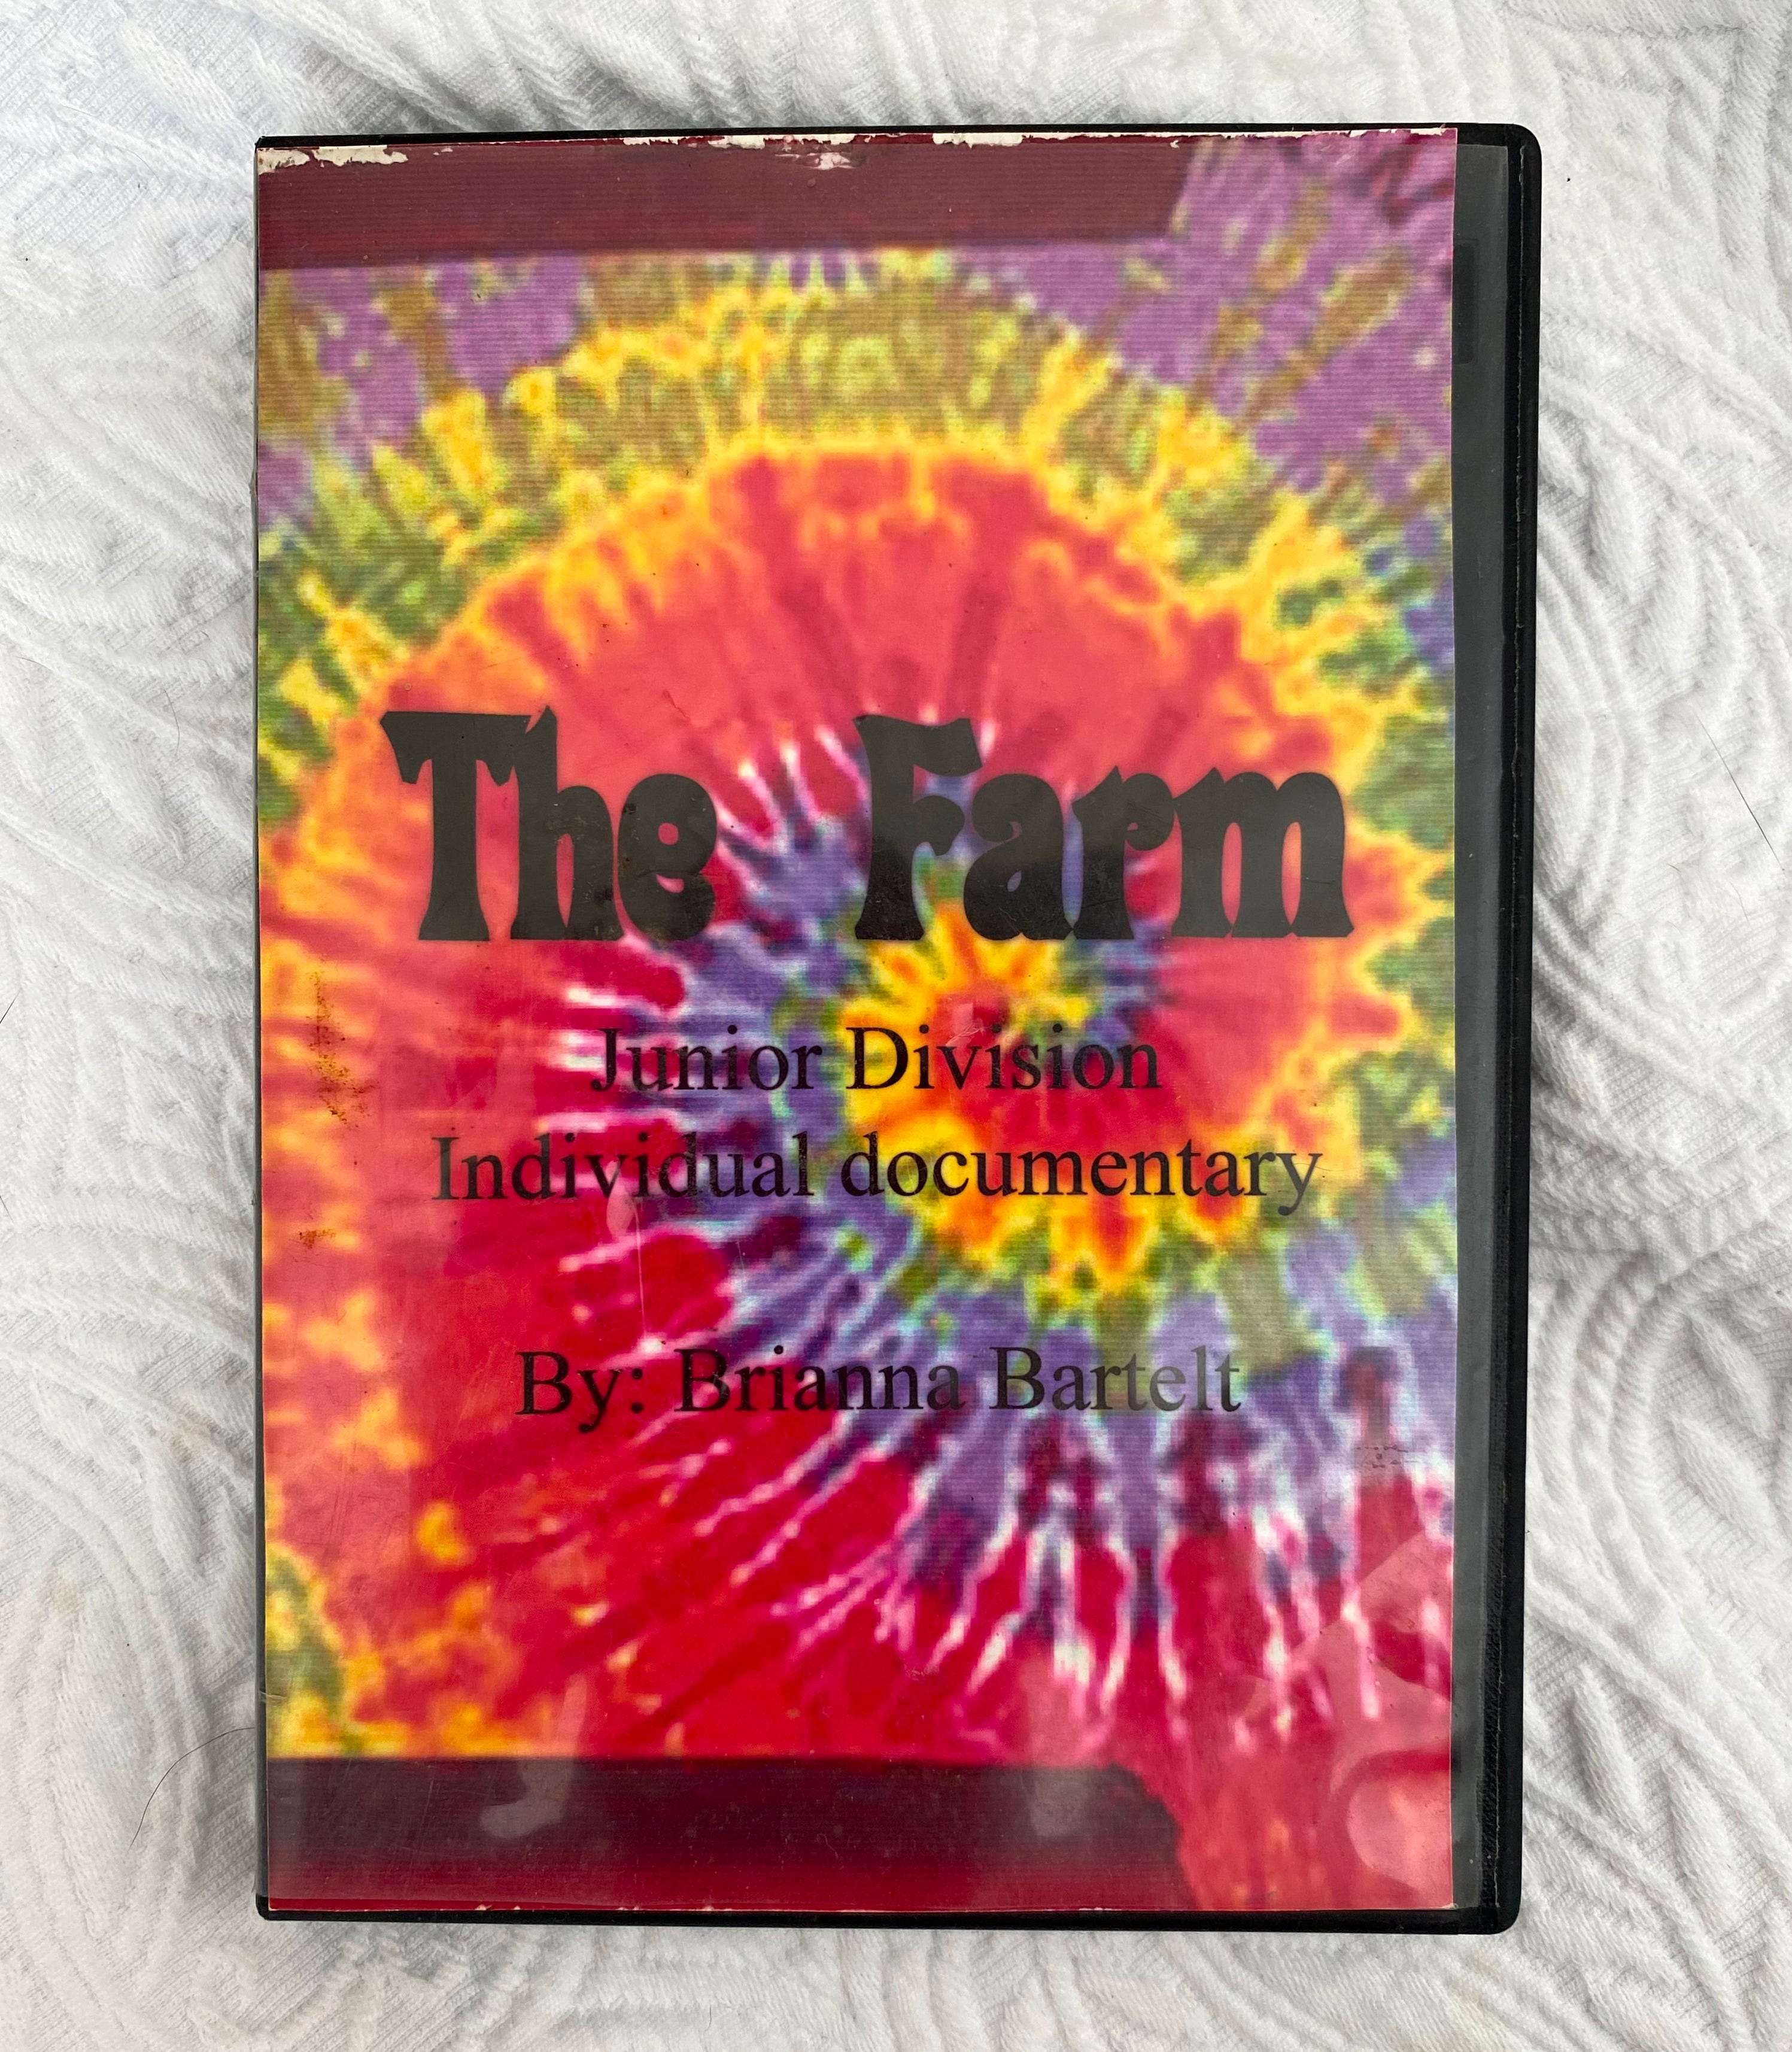 The Farm
Junior Division
Individual documentary
By: Brianna Bartelt